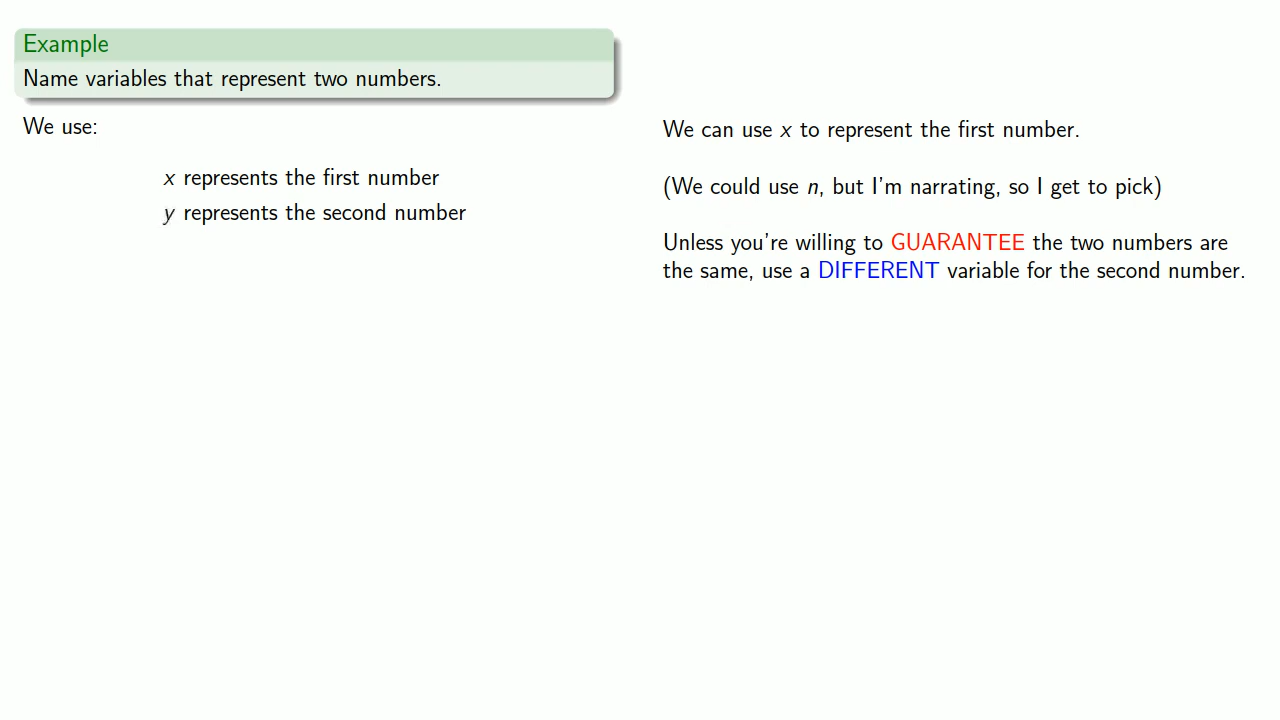 Example
Name variables that represent two numbers.
We use:
x represents the first number
y represents the second number
We can use x to represent the first number.
(We could use n, but I'm narrating, so I get to pick)
Unless you're willing to GUARANTEE the two numbers are
the same, use a DIFFERENT variable for the second number.